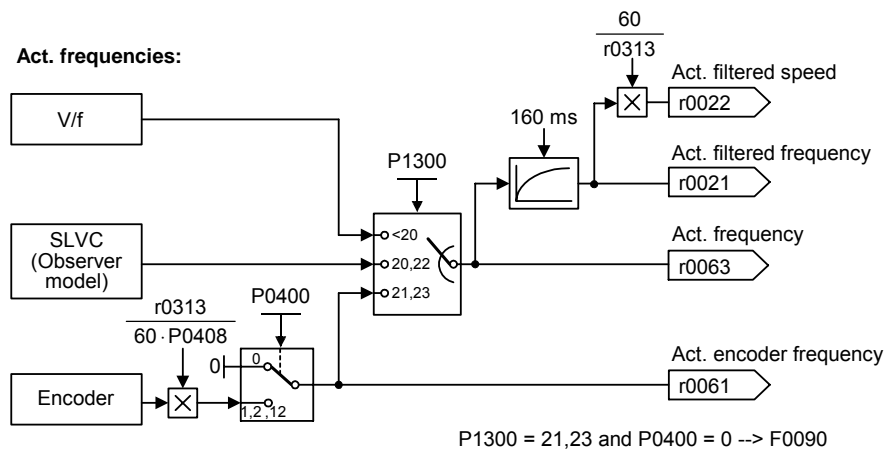 Act. frequencies:
60
r0313
Act. filtered speed
r0022
V/f
160 ms
Act. filtered frequency
r0021
P1300
<20
SLVC
(Observer
model)
20,22
Act. frequency
r0063
21,23
r0313
60·P0408
P0400
0
0
Act. encoder frequency
r0061
Encoder
1,2,12
P1300 = 21,23 and P0400 = 0 --> F0090